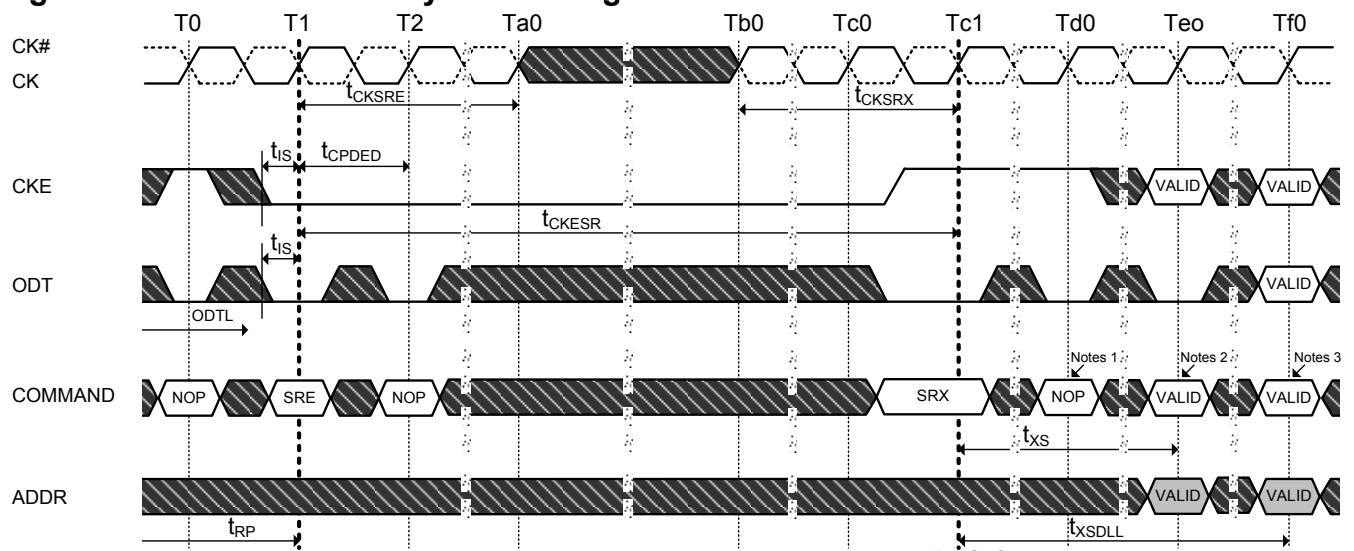 T0 T1 T2 Ta0 Tb0 Tc0 Tc1 Td0 Teo Tf0
CK#
CK
tCKSRE
tCKSRX
tIS
tCPDED
CKE
VALID
VALID
tCKESR
tIS
ODT
VALID
ODTL
Notes 1
Notes 2
Notes 3
COMMAND
NOP
SRE
NOP
SRX
NOP
VALID
VALID
tXS
ADDR
VALID
VALID
tRP
tXSDLL